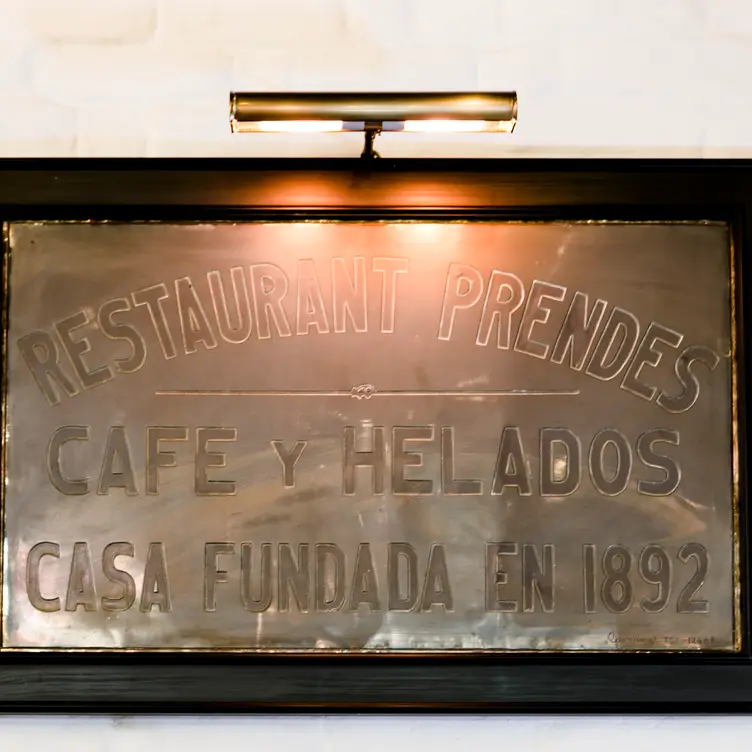 RESTAURANT PRENDES
CAFE Y HELADOS
CASA FUNDADA EN 1892